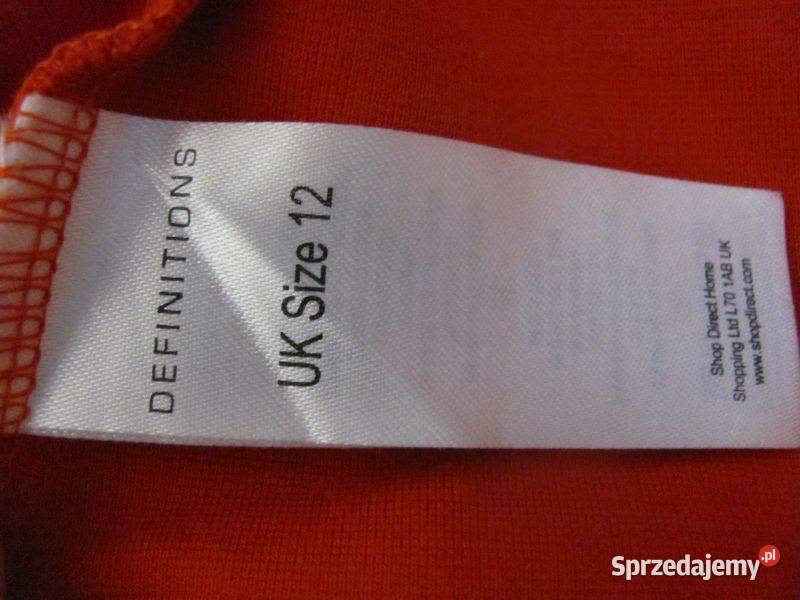 DEFINITIONS
UK Size 12
Shop Direct Home
Shopping Ltd L70 1AB UK
www.shopdirect.com
Sprzedajemy.pl